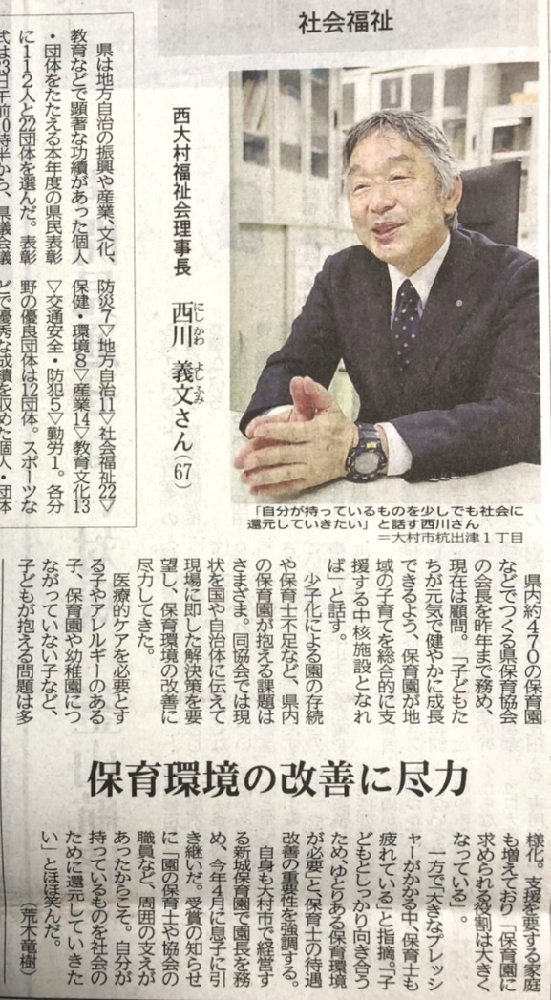 社会福祉
県は地方自治の振興や産業、文化、
教育などで顕著な功績があった個人
・団体をたたえる本年度の県民表彰
に112人と22団体を選んだ。表彰
式は23日午前10時半から、県議会議
防災7▽地方自治11▽社会福祉22▽
保健・環境8▽産業14▽教育文化13
▽交通安全・防犯5▽勤労1。各分
野の優良団体は12団体。スポーツな
どで優秀な成績を収めた個人・団体
西大村福祉会理事長
西川 義文さん(67)
にしかわ よしふみ
「自分が持っているものを少しでも社会に
還元していきたい」と話す西川さん
=大村市杭出津1丁目
県内約470の保育園
などでつくる県保育協会
の会長を昨年まで務め、
現在は顧問。「子どもた
ちが元気で健やかに成長
できるよう、保育園が地
域の子育てを総合的に支
援する中核施設となれ
ば」と話す。
少子化による園の存続
や保育士不足など、県内
の保育園が抱える課題は
さまざま。同協会では現
状を国や自治体に伝えて
現場に即した解決策を要
望し、保育環境の改善に
尽力してきた。
医療的ケアを必要とす
る子やアレルギーのある
子、保育園や幼稚園につ
ながっていない子など、
子どもが抱える問題は多
保育環境の改善に尽力
様化。支援を要する家庭
も増えており「保育園に
求められる役割は大きく
なっている」。
一方で「大きなプレッシ
ャーがかかる中、保育士も
疲れている」と指摘。「子
どもとしっかり向き合う
ため、ゆとりある保育環境
が必要」と、保育士の待遇
改善の重要性を強調する。
自身も大村市で経営す
る新城保育園で園長を務
め、今年4月に息子に引
き継いだ。受賞の知らせ
に「園の保育士や協会の
職員など、周囲の支えが
あったからこそ。自分が
持っているものを社会の
ために還元していきた
い」とほほ笑んだ。
(荒木竜樹)